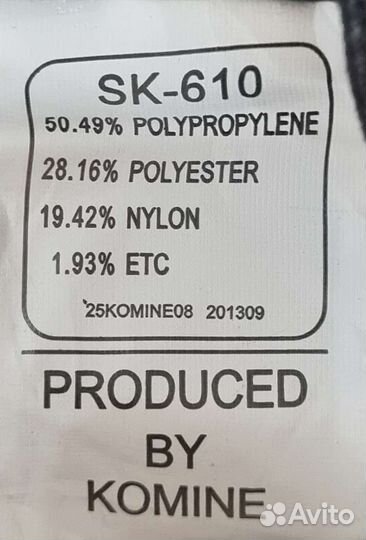 SK-610
50.49% POLYPROPYLENE
28.16% POLYESTER
19.42% NYLON
1.93% ETC
'25KOMINE08 201309
PRODUCED
BY
KOMINE
Avito